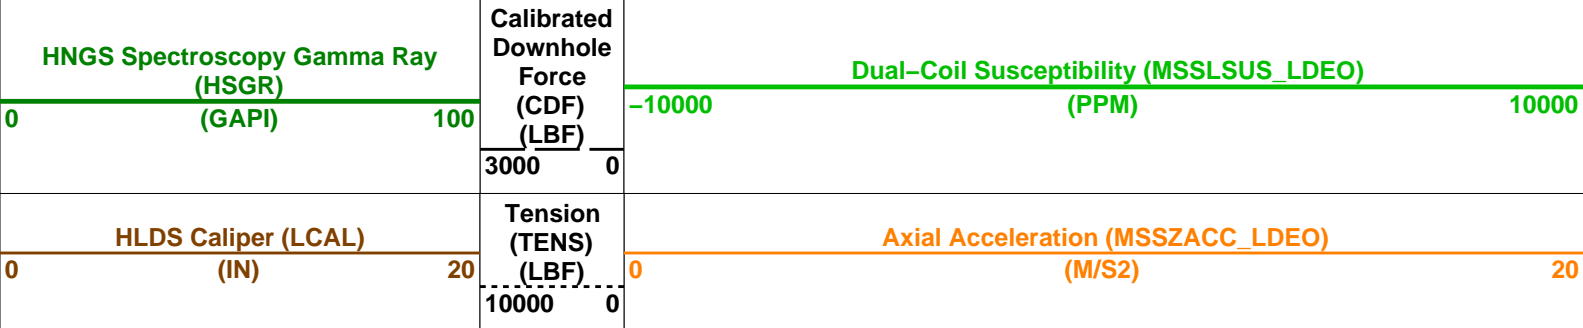 HNGS Spectroscopy Gamma Ray
(HSGR)
0 (GAPI) 100
Calibrated
Downhole
Force
(CDF)
(LBF)
3000 0
Dual−Coil Susceptibility (MSSLSUS_LDEO)
−10000 (PPM) 10000
HLDS Caliper (LCAL)
0 (IN) 20
Tension
(TENS)
(LBF)
10000 0
Axial Acceleration (MSSZACC_LDEO)
0 (M/S2) 20